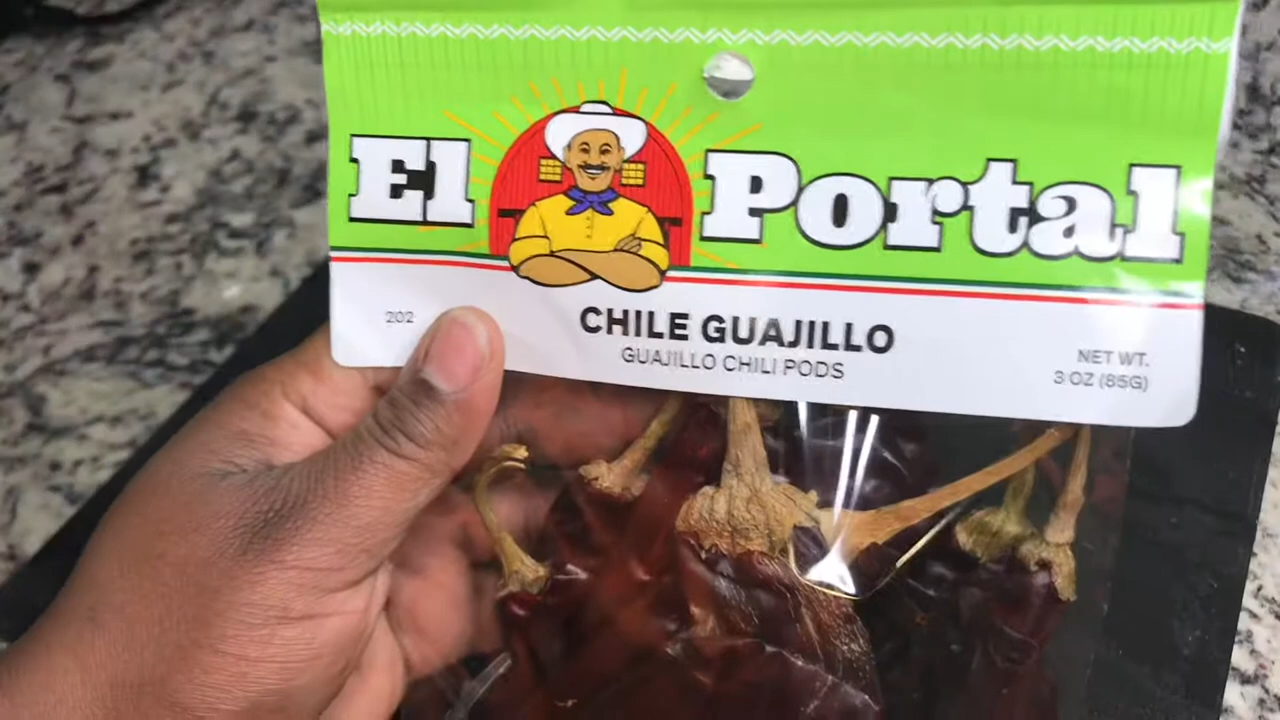 El Portal
202
CHILE GUAJILLO
GUAJILLO CHILI PODS
NET WT.
3 OZ (85G)